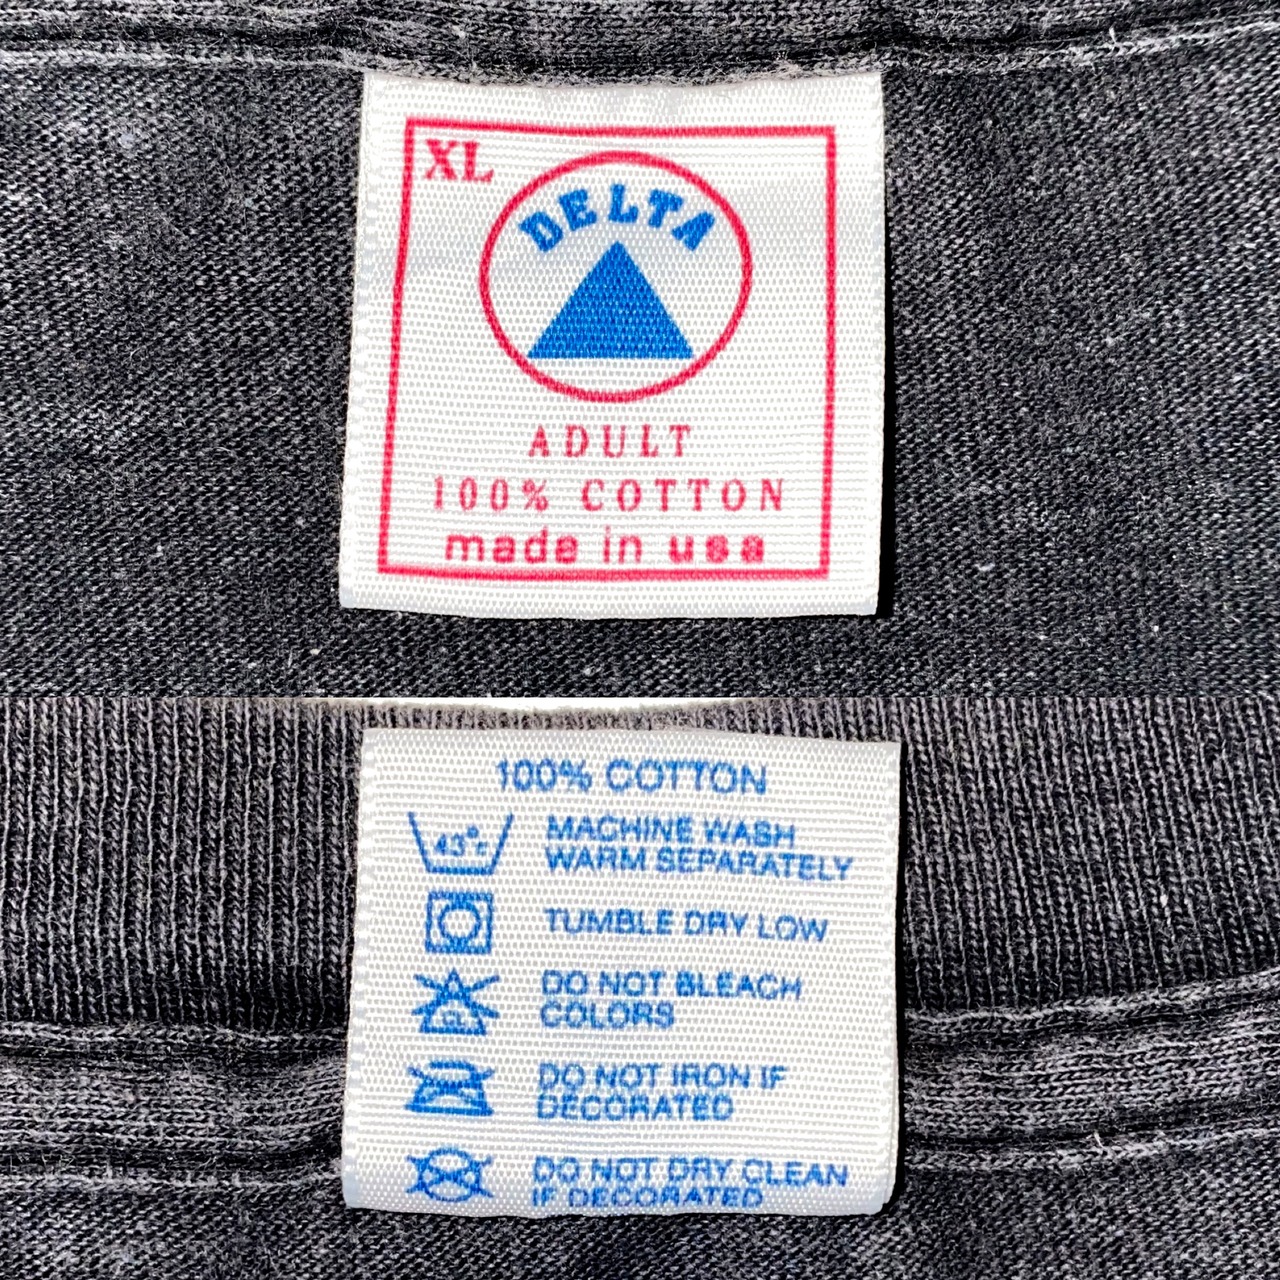 XL
DELTA
ADULT
100% COTTON
made in usa
100% COTTON
43°c
MACHINE WASH
WARM SEPARATELY
TUMBLE DRY LOW
CL
DO NOT BLEACH
COLORS
DO NOT IRON IF
DECORATED
DO NOT DRY CLEAN
IF DECORATED